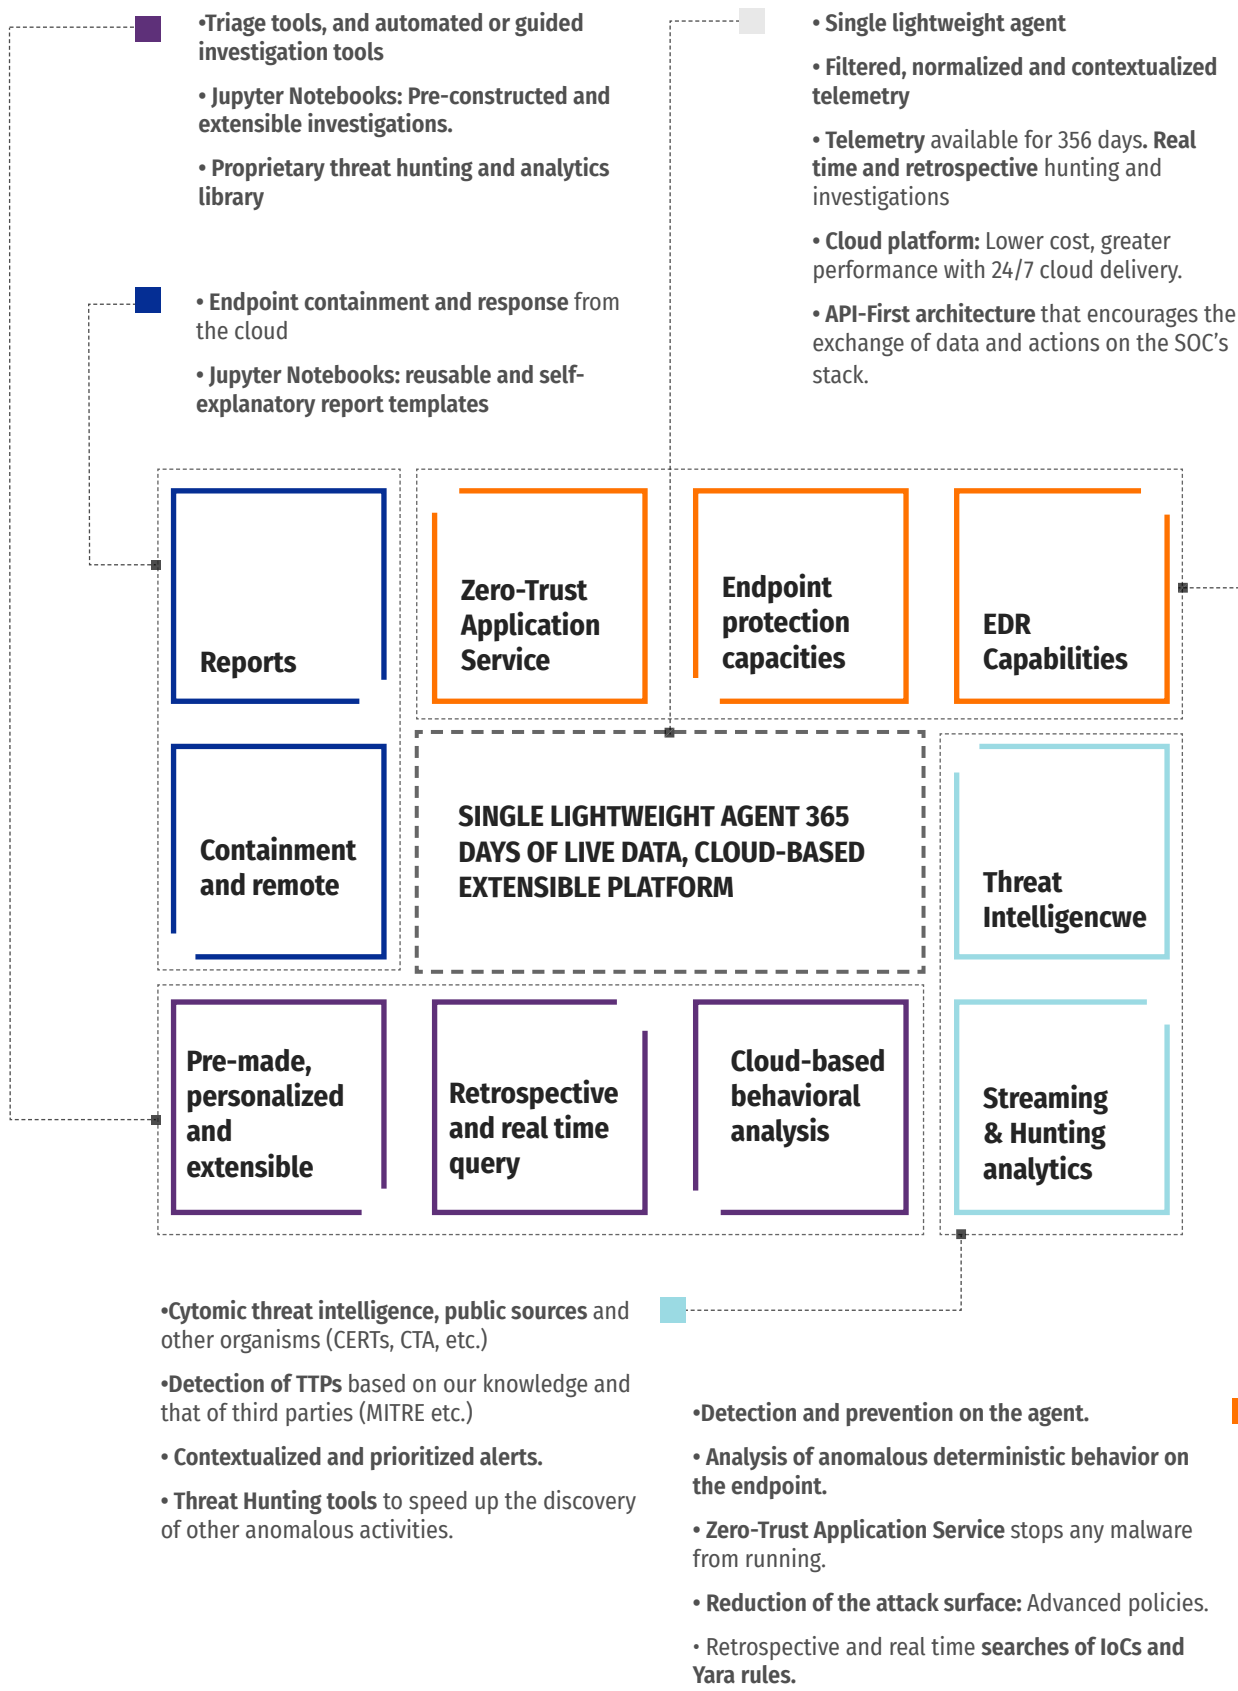 •Triage tools, and automated or guided
investigation tools
• Jupyter Notebooks: Pre-constructed and
extensible investigations.
• Proprietary threat hunting and analytics
library
• Single lightweight agent
• Filtered, normalized and contextualized
telemetry
• Telemetry available for 356 days. Real
time and retrospective hunting and
investigations
• Cloud platform: Lower cost, greater
performance with 24/7 cloud delivery.
• API-First architecture that encourages the
exchange of data and actions on the SOC's
stack.
• Endpoint containment and response from
the cloud
• Jupyter Notebooks: reusable and self-
explanatory report templates
Reports
Zero-Trust
Application
Service
Endpoint
protection
capacities
EDR
Capabilities
Containment
and remote
SINGLE LIGHTWEIGHT AGENT 365
DAYS OF LIVE DATA, CLOUD-BASED
EXTENSIBLE PLATFORM
Threat
Intelligencwe
Pre-made,
personalized
and
extensible
Retrospective
and real time
query
Cloud-based
behavioral
analysis
Streaming
& Hunting
analytics
•Cytomic threat intelligence, public sources and
other organisms (CERTs, CTA, etc.)
•Detection of TTPs based on our knowledge and
that of third parties (MITRE etc.)
• Contextualized and prioritized alerts.
• Threat Hunting tools to speed up the discovery
of other anomalous activities.
•Detection and prevention on the agent.
• Analysis of anomalous deterministic behavior on
the endpoint.
• Zero-Trust Application Service stops any malware
from running.
• Reduction of the attack surface: Advanced policies.
• Retrospective and real time searches of IoCs and
Yara rules.